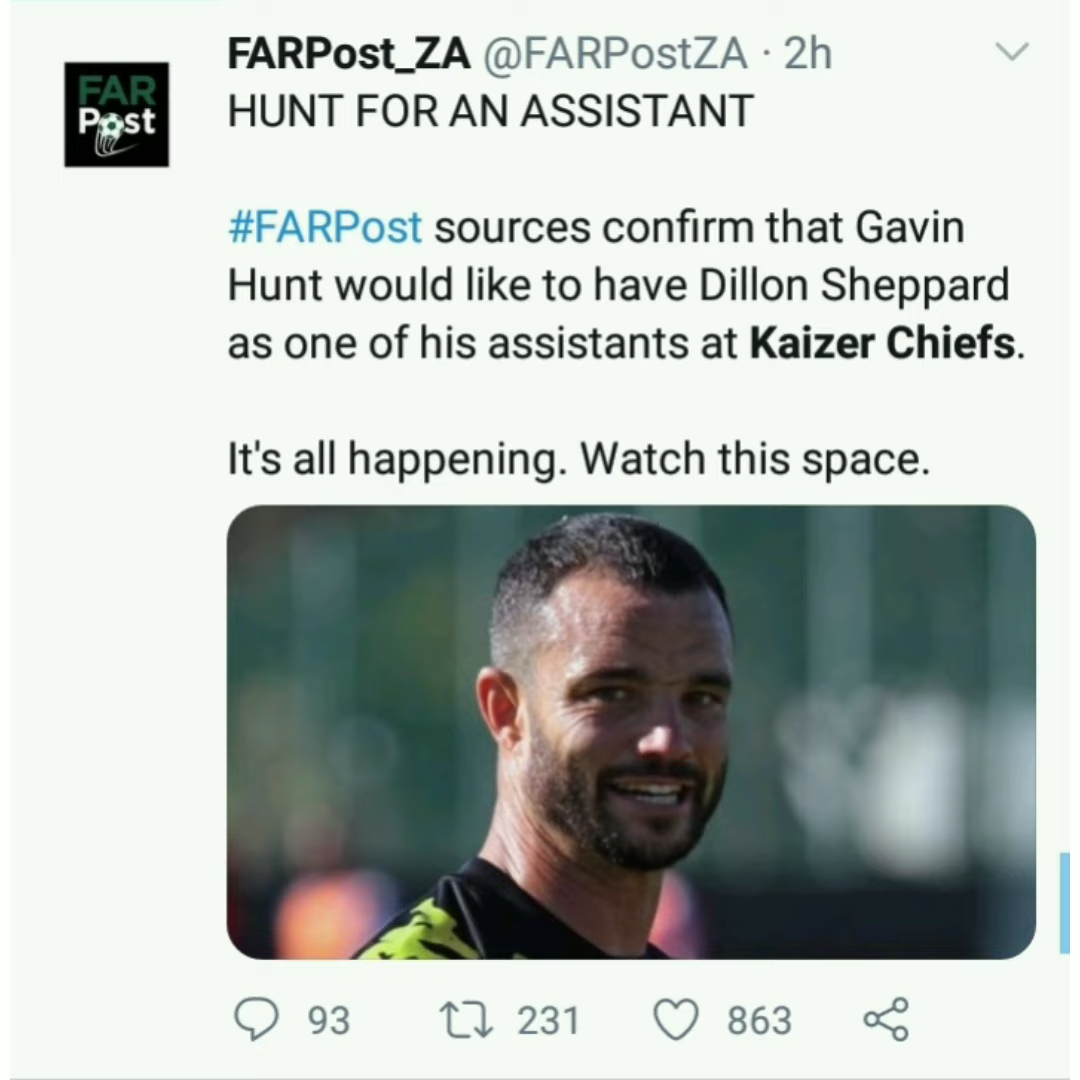 FARPost_ZA @FARPostZA · 2h
FAR
Post
HUNT FOR AN ASSISTANT
#FARPost sources confirm that Gavin
Hunt would like to have Dillon Sheppard
as one of his assistants at Kaizer Chiefs.
It's all happening. Watch this space.
93 231 863